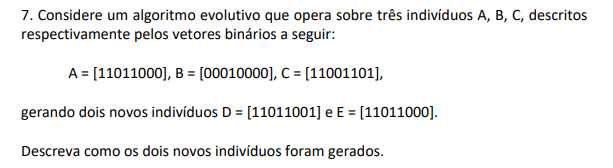 7. Considere um algoritmo evolutivo que opera sobre três indivíduos A, B, C, descritos
respectivamente pelos vetores binários a seguir:
A = [11011000], B = [00010000], C = [11001101],
gerando dois novos indivíduos D = [11011001] e E = [11011000].
Descreva como os dois novos indivíduos foram gerados.